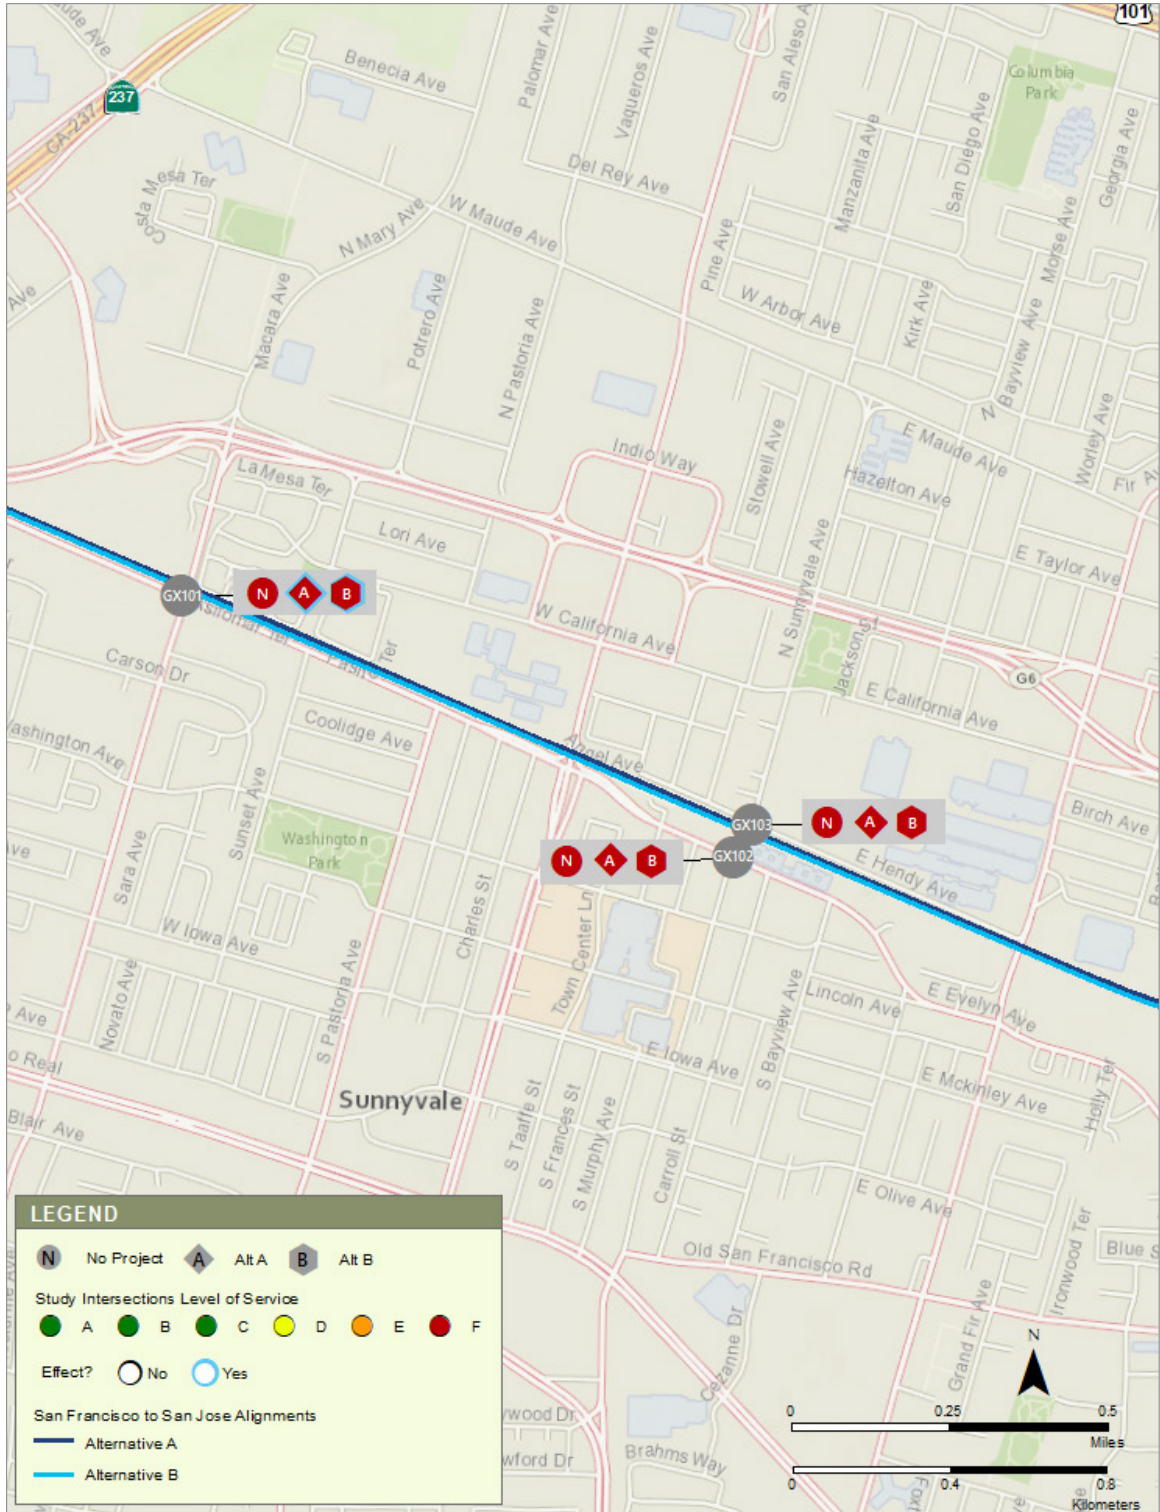 101
Benecia Ave
Palomar Ave
Vaqueros Ave
San Aleso A
Columbia
Park
237
CA-237
Manzanita Ave
San Diego Ave
Georgia Ave
Costa Mesa Ter
Del Rey Ave
N Mary Ave
W Maude Ave
Morse Ave
Pine Ave
Ave
Macara Ave
Potrero Ave
N Pastoria Ave
W Arbor Ave
Kirk Ave
N Bayview Ave
Worley Ave
Indio Way
Stowell Ave
E Maude Ave
Hazelton Ave
La Mesa Ter
Lori Ave
N Sunnyvale Ave
E Taylor Ave
GX101
N
A
B
W California Ave
Jackson St
G6
Carson Dr
E California Ave
Coolidge Ave
Angel Ave
Washington Ave
Sunset Ave
GX103
N
A
B
N
A
B
GX102
Birch Ave
Washington
Park
Sara Ave
Charles St
E Hendy Ave
Town Center Ln
W Iowa Ave
Novato Ave
S Pastoria Ave
S Bayview Ave
Lincoln Ave
E Evelyn Ave
Ave
o Real
E Iowa Ave
E Mckinley Ave
Holly Ter
Sunnyvale
S Taaffe St
S Frances St
S Murphy Ave
Carroll St
Blair Ave
E Olive Ave
Old San Francisco Rd
Ironwood Ter
Blue S
Grand Fir Ave
Cezanne Dr
ywood Dr
wford Dr
Brahms Way
LEGEND
N No Project A Alt A B Alt B
Study Intersections Level of Service
A B C D E F
Effect? No Yes
San Francisco to San Jose Alignments
Alternative A
Alternative B
N
0 0.25 0.5
Miles
0 0.4 0.8
Kilometers